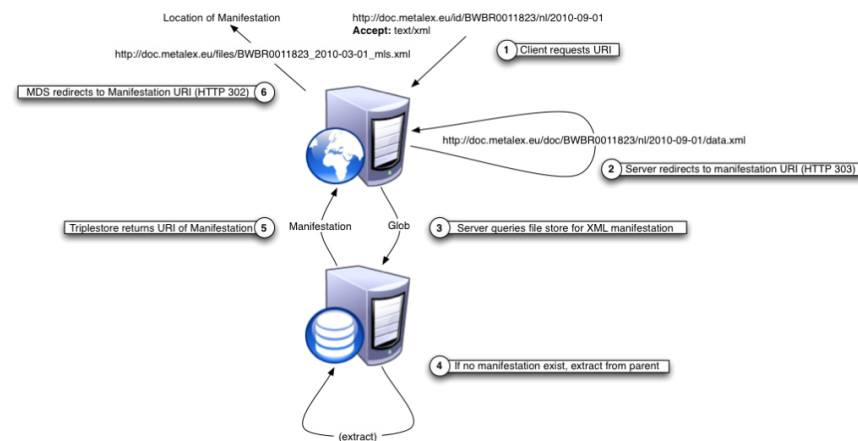 Location of Manifestation
http://doc.metalex.eu/id/BWBR0011823/nl/2010-09-01
Accept: text/xml
http://doc.metalex.eu/files/BWBR0011823_2010-03-01_mls.xml
1 Client requests URI
MDS redirects to Manifestation URI (HTTP 302) 6
http://doc.metalex.eu/doc/BWBR0011823/nl/2010-09-01/data.xml
2 Server redirects to manifestation URI (HTTP 303)
Triplestore returns URI of Manifestation 5
Manifestation
Glob
3 Server queries file store for XML manifestation
4 If no manifestation exist, extract from parent
(extract)